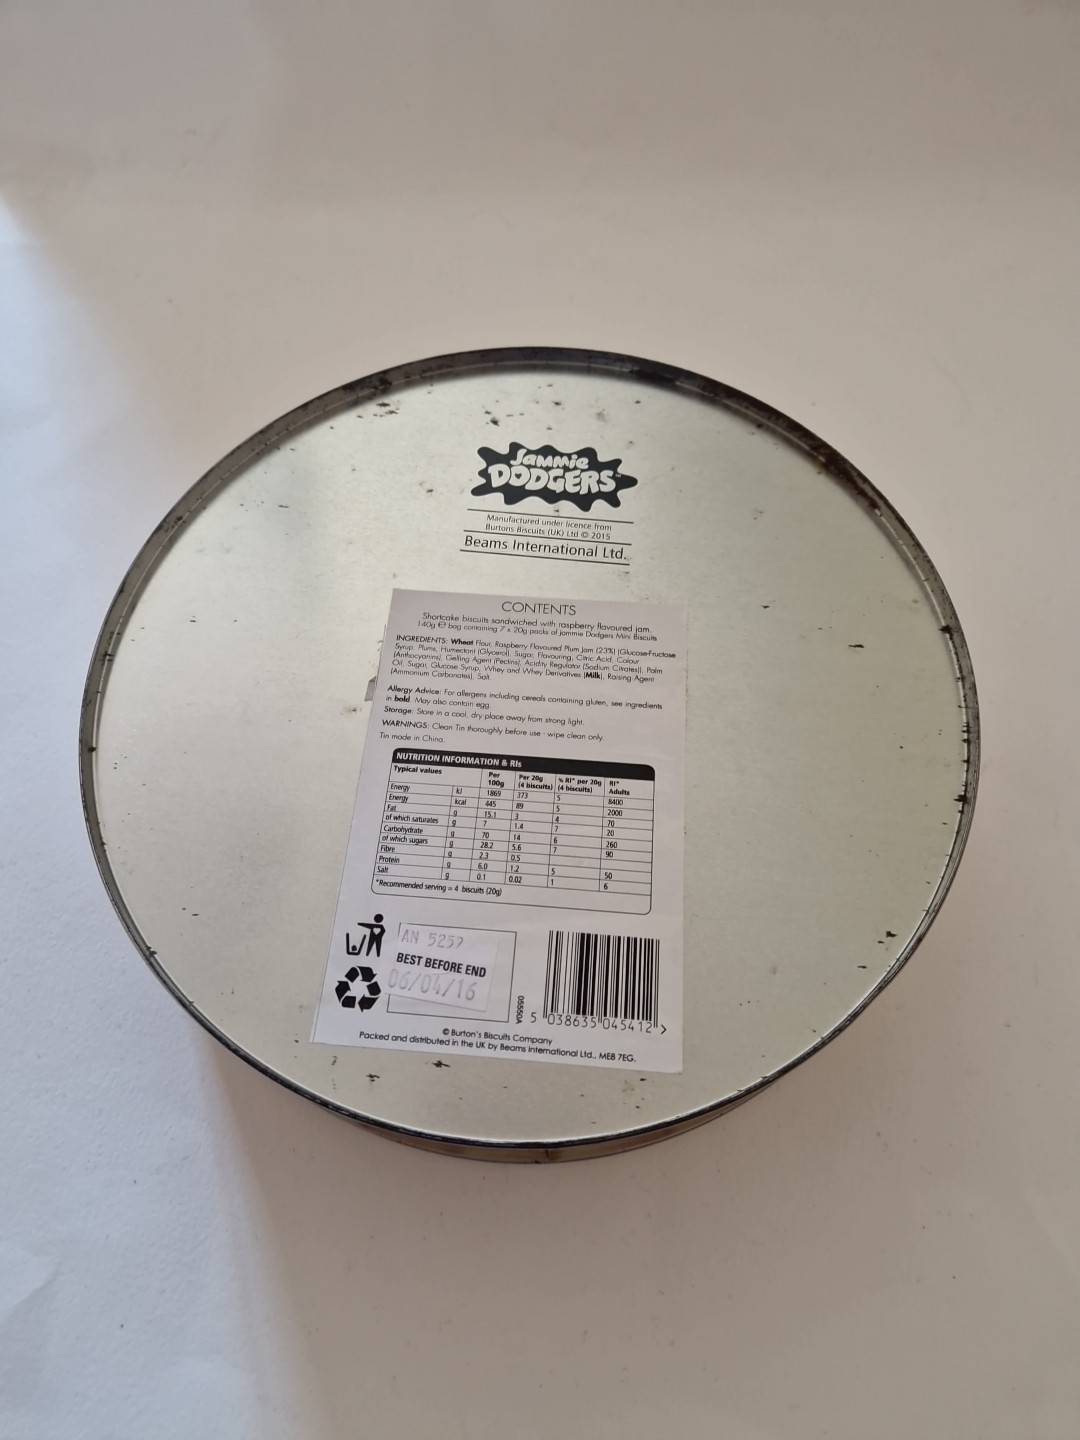 Jammie
DODGERS
Manufactured under licence from
Burtons Biscuits (UK) Ltd © 2015
Beams International Ltd.
CONTENTS
Shortcake biscuits sandwiched with raspberry flavoured jam.
140g ℮ bag containing 7 x 20g packs of Jammie Dodgers Mini Biscuits
INGREDIENTS: Wheat Flour, Raspberry Flavoured Plum Jam (23%) (Glucose-Fructose
Syrup, Plums, Humectant (Glycerol), Sugar, Flavouring, Citric Acid, Colour
(Anthocyanins), Gelling Agent (Pectins), Acidity Regulator (Sodium Citrates)), Palm
Oil, Sugar, Glucose Syrup, Whey and Whey Derivatives (Milk), Raising Agent
(Ammonium Carbonates), Salt
Allergy Advice: For allergens including cereals containing gluten, see ingredients
in bold. May also contain egg.
Storage: Store in a cool, dry place away from strong light.
WARNINGS: Clean Tin thoroughly before use - wipe clean only.
Tin made in China.
NUTRITION INFORMATION & RIs
Typical values Per 100g Per 20g (4 biscuits) % RI* per 20g (4 biscuits) RI* Adults
Energy kJ 1869 373 5 8400
Energy kcal 445 89 5 2000
Fat g 15.1 3 4 70
of which saturates g 7 1.4 7 20
Carbohydrate g 70 14 6 260
of which sugars g 28.2 5.6 7 90
Fibre g 2.3 0.5
Protein g 6.0 1.2 5 50
Salt g 0.1 0.02 1 6
*Recommended serving = 4 biscuits (20g)
AN 5259
BEST BEFORE END
06/04/16
05550A
5 038635 045412 >
© Burton's Biscuits Company
Packed and distributed in the UK by Beams International Ltd., ME8 7EG.